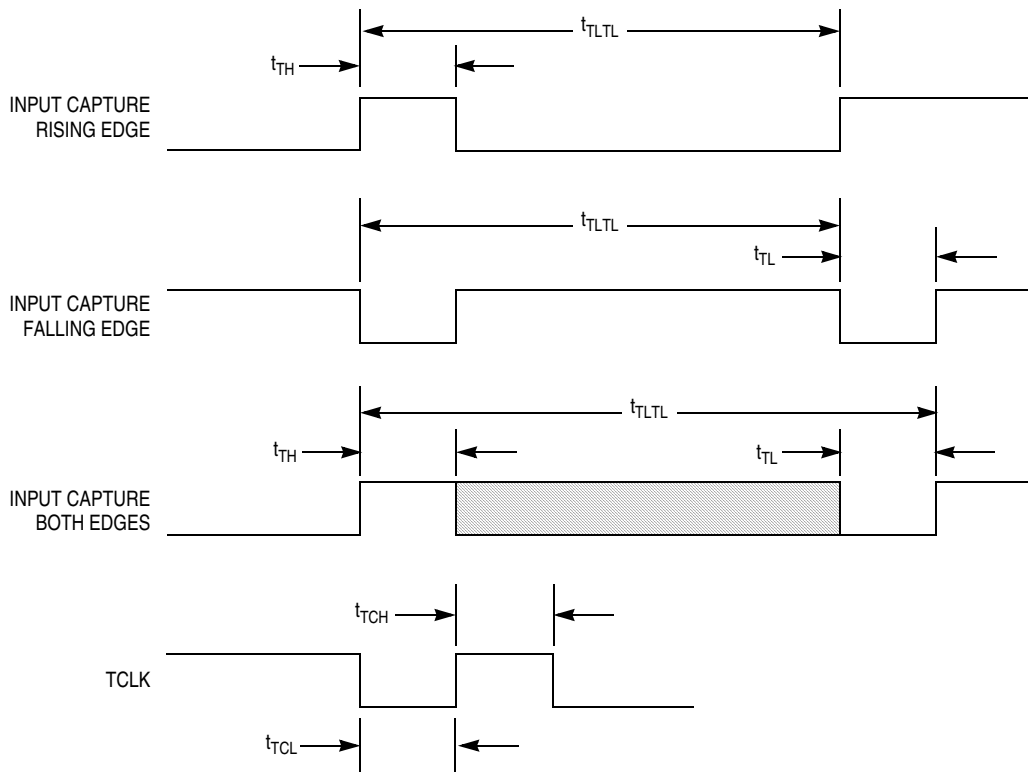 tTLTL
tTH
INPUT CAPTURE
RISING EDGE
tTLTL
tTL
INPUT CAPTURE
FALLING EDGE
tTLTL
tTH
tTL
INPUT CAPTURE
BOTH EDGES
tTCH
TCLK
tTCL